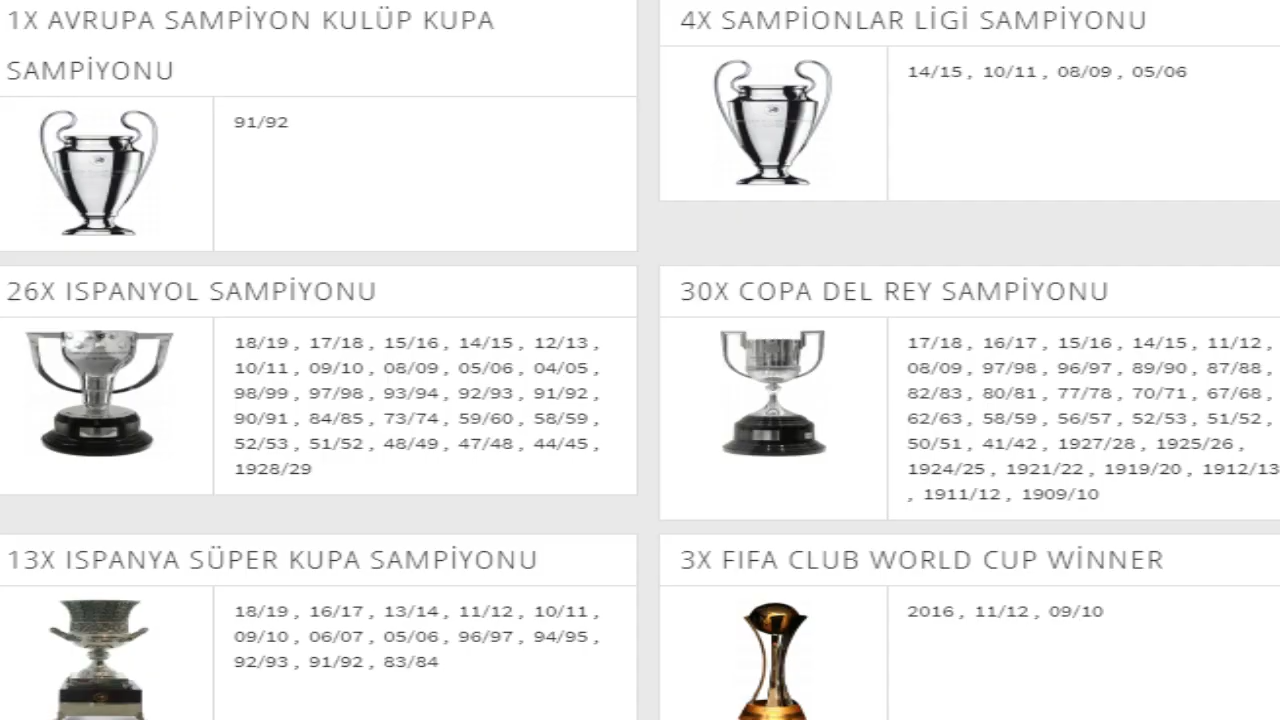 1X AVRUPA SAMPİYON KULÜP KUPA
SAMPİYONU
91/92
4X SAMPİONLAR LİGİ SAMPİYONU
14/15 , 10/11 , 08/09 , 05/06
26X ISPANYOL SAMPİYONU
18/19 , 17/18 , 15/16 , 14/15 , 12/13 ,
10/11 , 09/10 , 08/09 , 05/06 , 04/05 ,
98/99 , 97/98 , 93/94 , 92/93 , 91/92 ,
90/91 , 84/85 , 73/74 , 59/60 , 58/59 ,
52/53 , 51/52 , 48/49 , 47/48 , 44/45 ,
1928/29
30X COPA DEL REY SAMPİYONU
17/18 , 16/17 , 15/16 , 14/15 , 11/12 ,
08/09 , 97/98 , 96/97 , 89/90 , 87/88 ,
82/83 , 80/81 , 77/78 , 70/71 , 67/68 ,
62/63 , 58/59 , 56/57 , 52/53 , 51/52 ,
50/51 , 41/42 , 1927/28 , 1925/26 ,
1924/25 , 1921/22 , 1919/20 , 1912/13
, 1911/12 , 1909/10
13X ISPANYA SÜPER KUPA SAMPİYONU
18/19 , 16/17 , 13/14 , 11/12 , 10/11 ,
09/10 , 06/07 , 05/06 , 96/97 , 94/95 ,
92/93 , 91/92 , 83/84
3X FIFA CLUB WORLD CUP WİNNER
2016 , 11/12 , 09/10